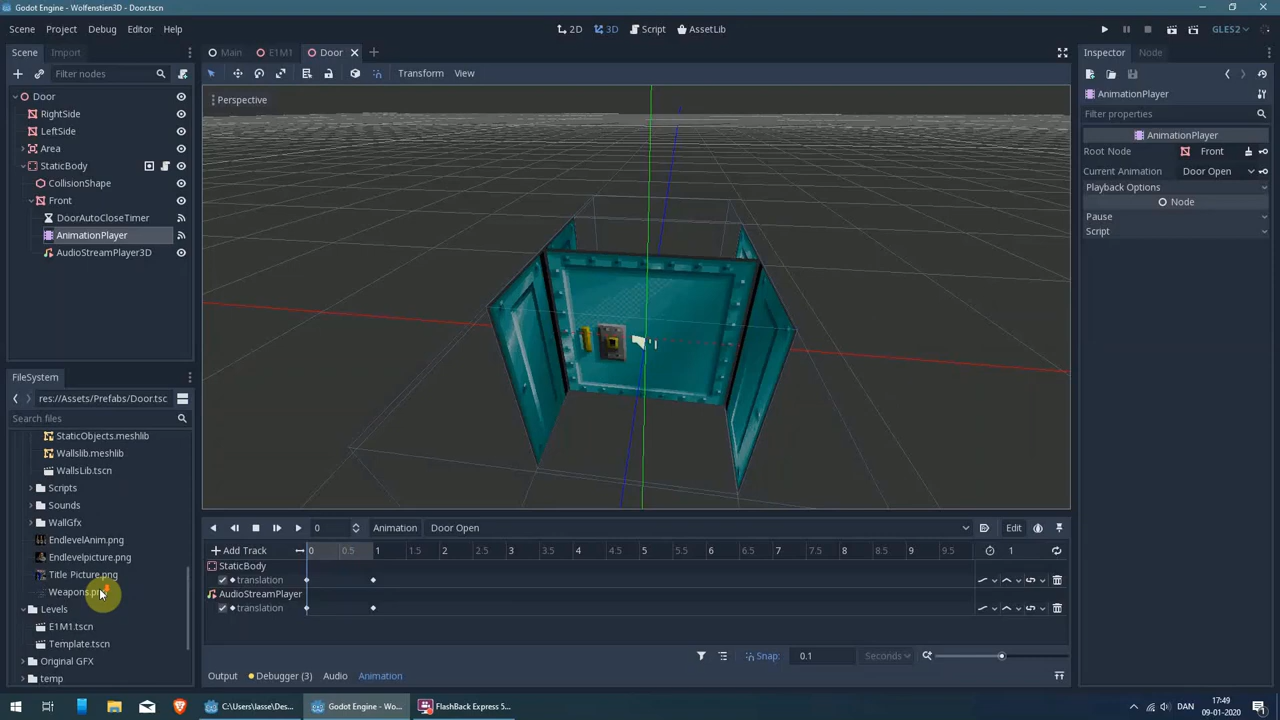 Godot Engine - Wolfenstien3D - Door.tscn
Scene Project Debug Editor Help
2D 3D Script AssetLib
GLES2
Scene Import
Filter nodes
Door
RightSide
LeftSide
Area
StaticBody
CollisionShape
Front
DoorAutoCloseTimer
AnimationPlayer
AudioStreamPlayer3D
FileSystem
res://Assets/Prefabs/Door.tsc
Search files
StaticObjects.meshlib
Wallslib.meshlib
WallsLib.tscn
Scripts
Sounds
WallGfx
EndlevelAnim.png
Endlevelpicture.png
Title Picture.png
Weapons.png
Levels
E1M1.tscn
Template.tscn
Original GFX
temp
Main E1M1 Door
Transform View
Perspective
0 Animation Door Open Edit
Add Track 0 0.5 1 1.5 2 2.5 3 3.5 4 4.5 5 5.5 6 6.5 7 7.5 8 8.5 9 9.5 1
StaticBody
translation
AudioStreamPlayer
translation
Snap: 0.1 Seconds
Output Debugger (3) Audio Animation
Inspector Node
AnimationPlayer
Filter properties
AnimationPlayer
Root Node Front
Current Animation Door Open
Playback Options
Node
Pause
Script
C:\Users\lasse\Des...
Godot Engine - Wo...
FlashBack Express 5...
DAN
17:49
09-01-2020
1